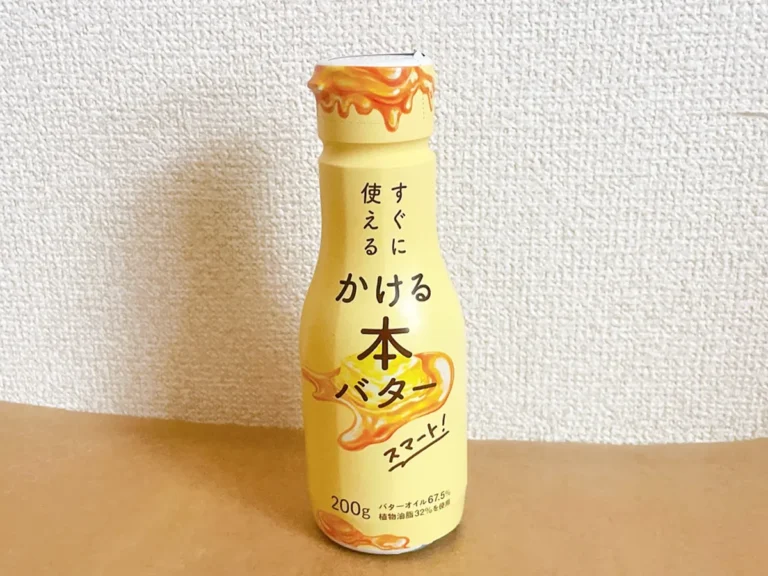 すぐに
使える
かける
本
バター
スマート!
200g
バターオイル67.5%
植物油脂32%を使用